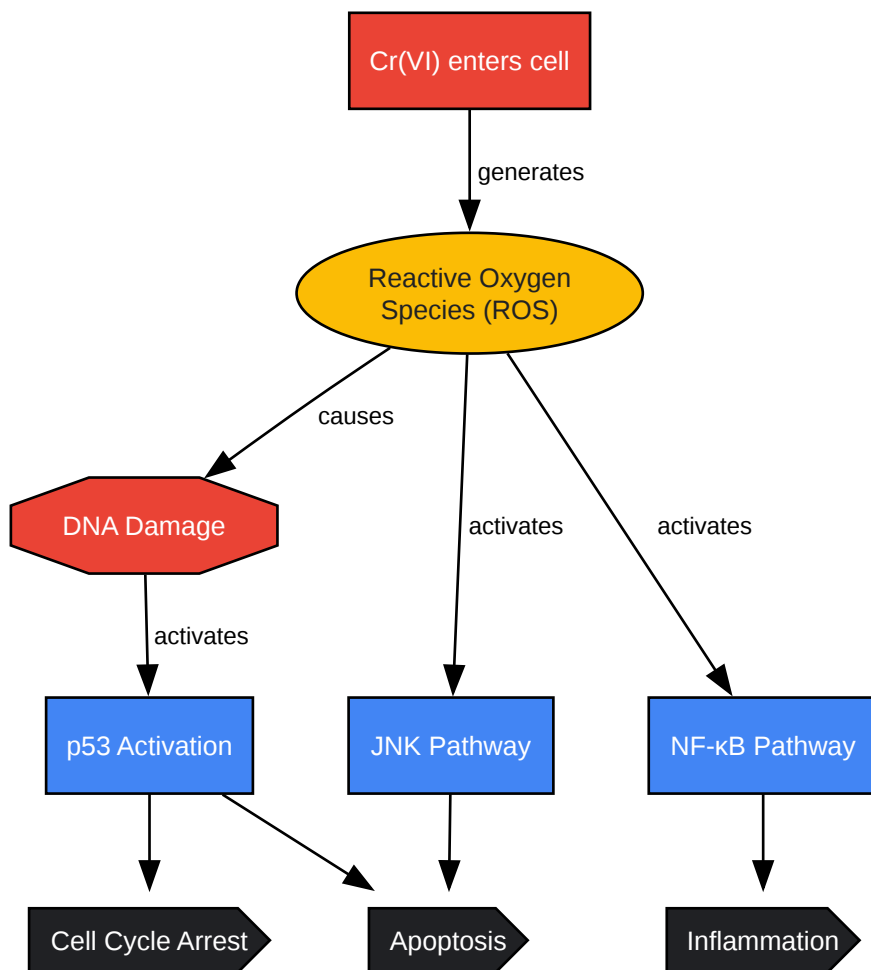 Cr(VI) enters cell
generates
Reactive Oxygen
Species (ROS)
causes
DNA Damage
activates
activates
activates
p53 Activation
JNK Pathway
NF-κB Pathway
Cell Cycle Arrest
Apoptosis
Inflammation